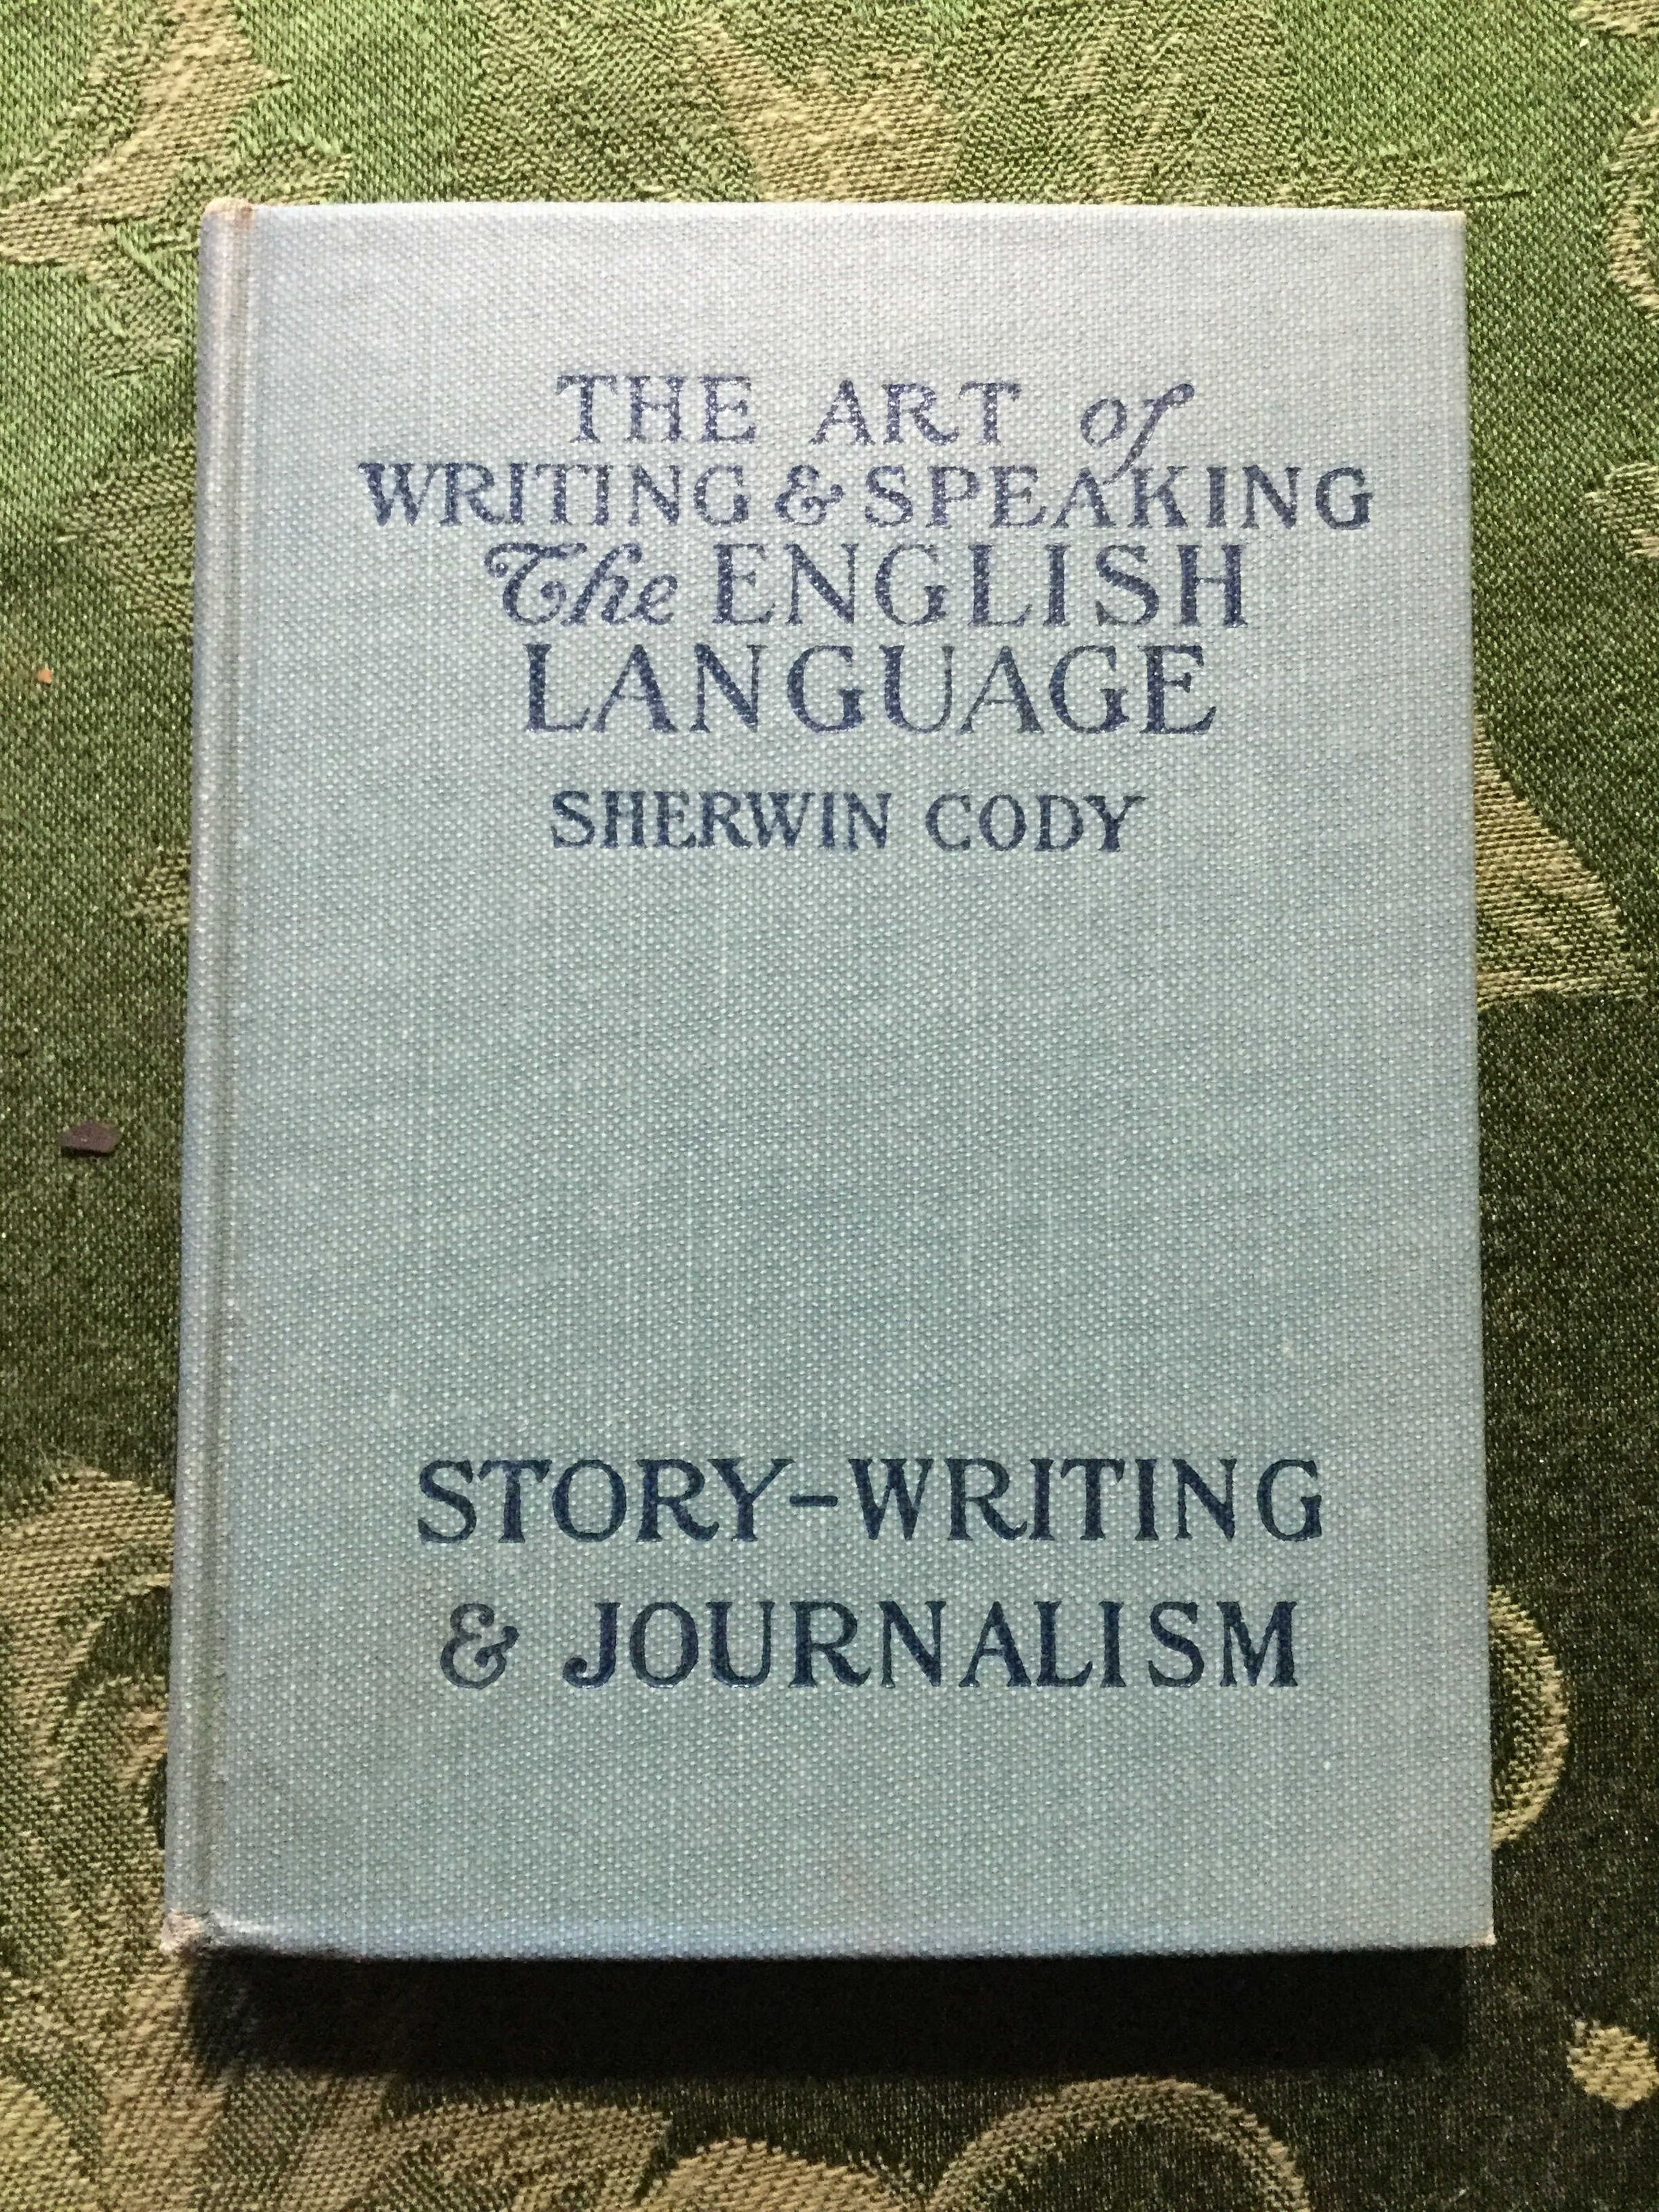 THE ART of
WRITING & SPEAKING
The ENGLISH
LANGUAGE
SHERWIN CODY
STORY-WRITING
& JOURNALISM